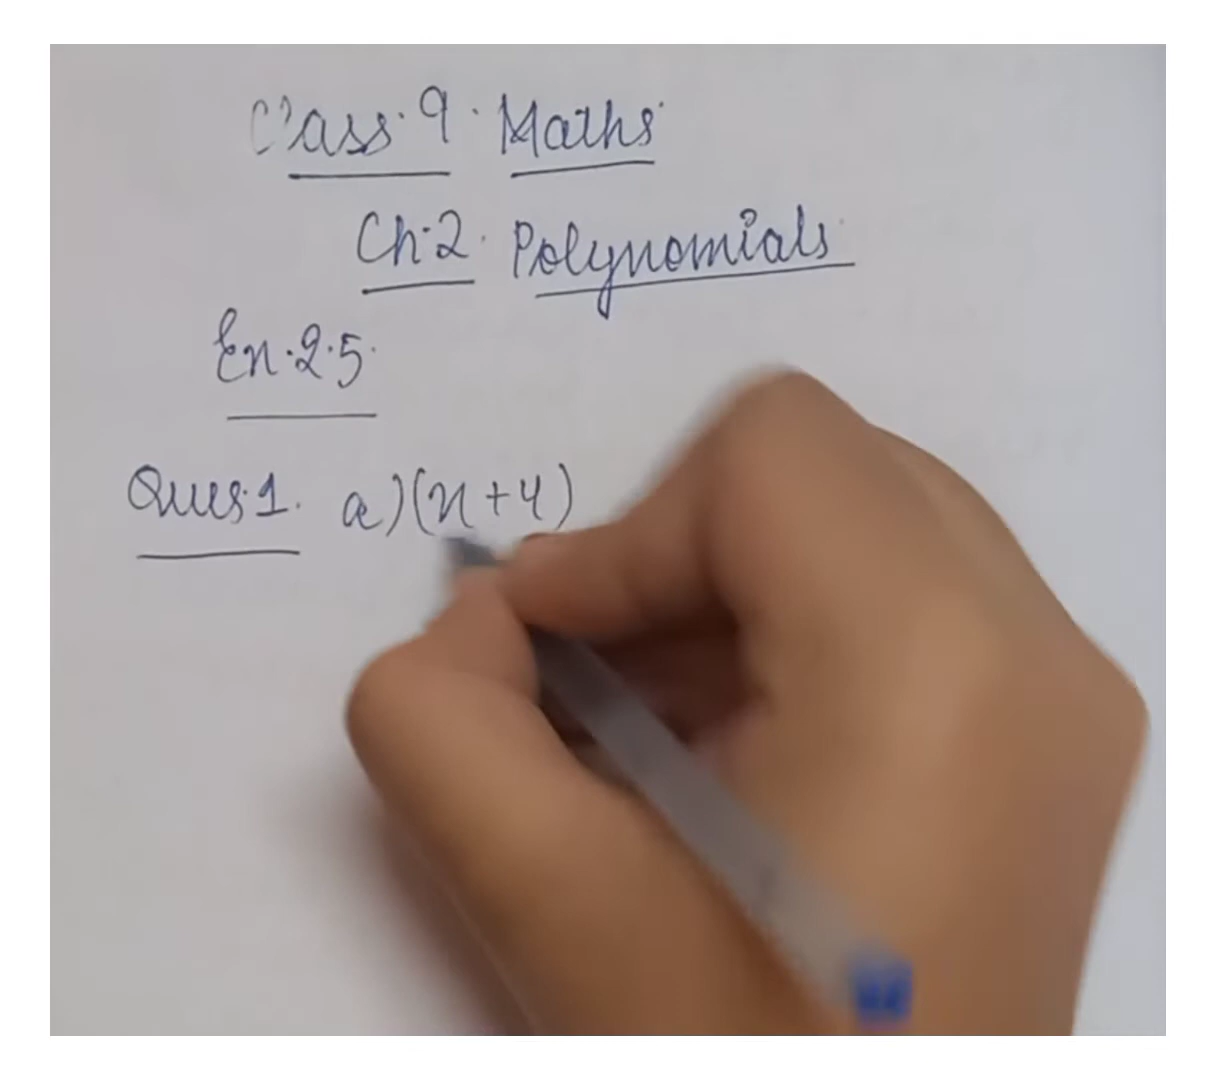 Class 9 Maths
Ch.2 Polynomials
Ex.2.5
Ques.1. a) (x+4)